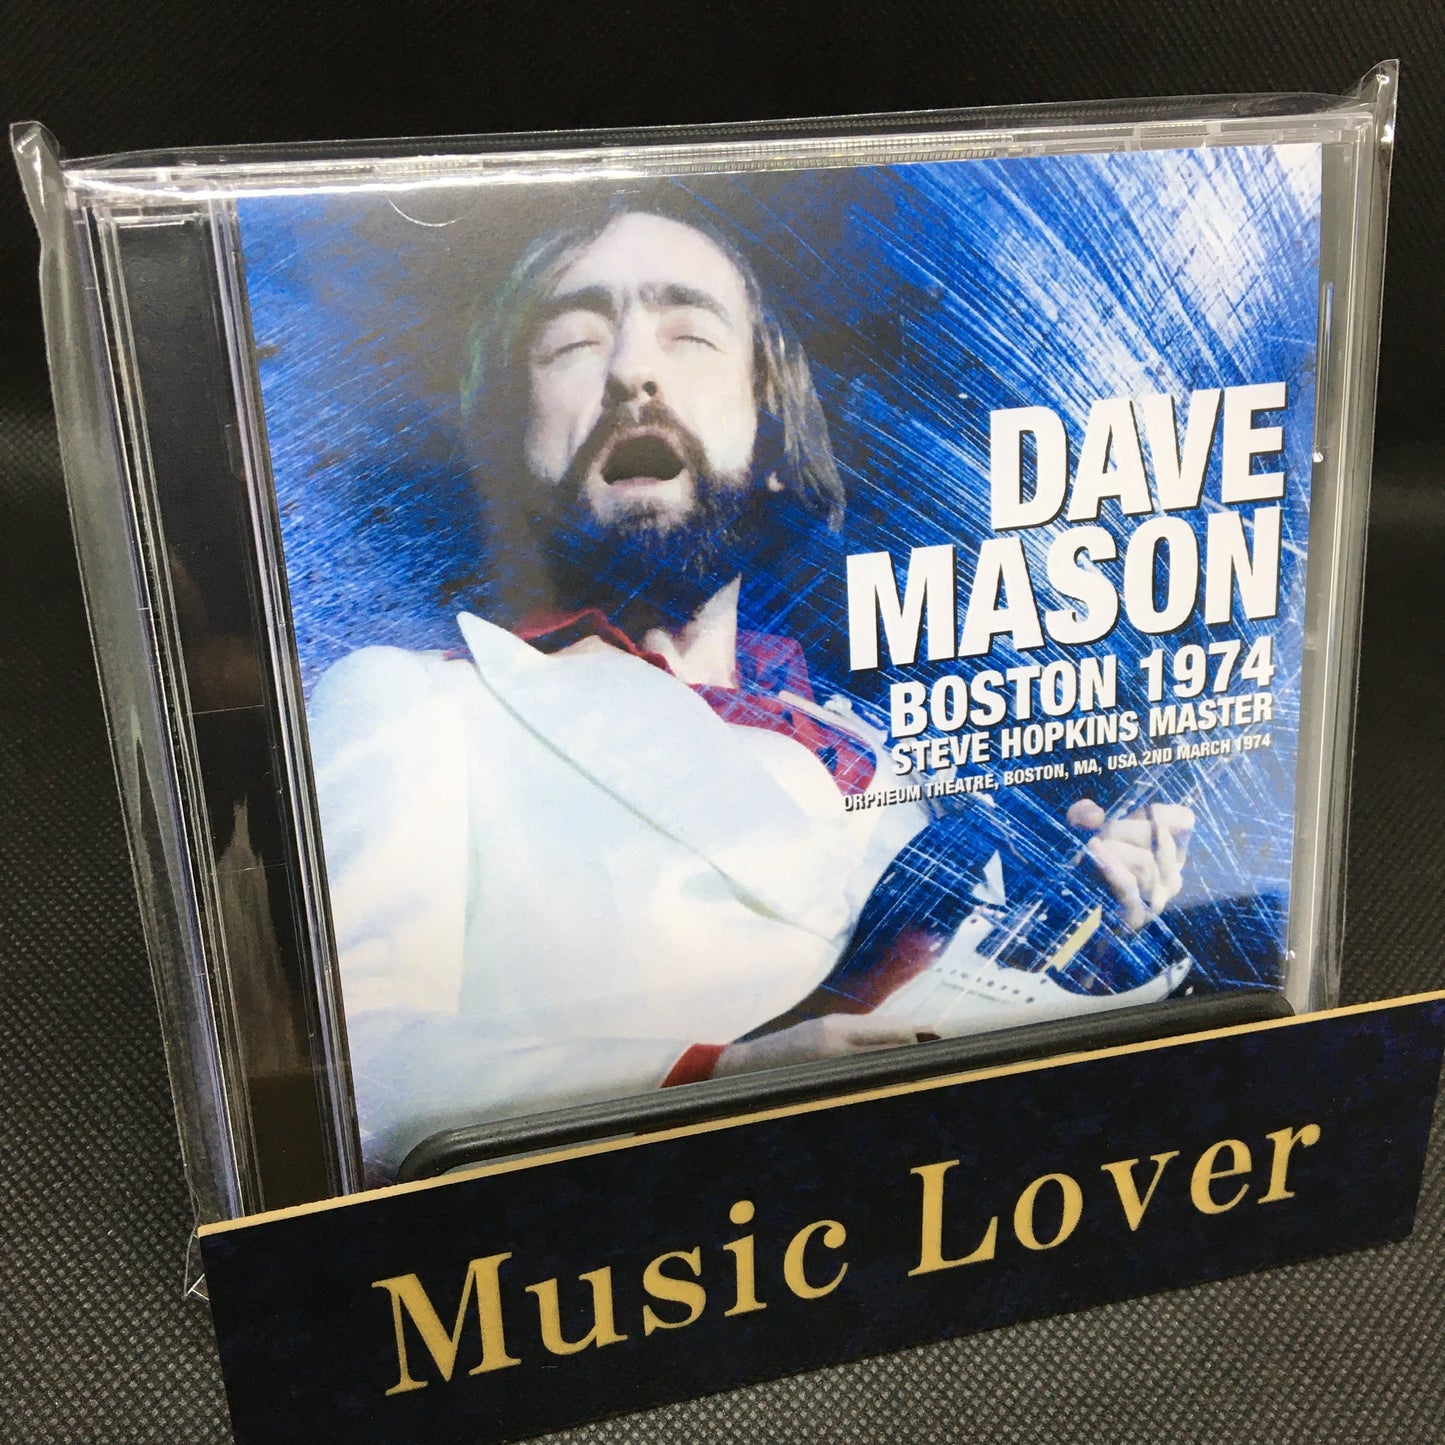 DAVE
MASON
BOSTON 1974
STEVE HOPKINS MASTER
ORPHEUM THEATRE, BOSTON, MA, USA 2ND MARCH 1974
Music Lover